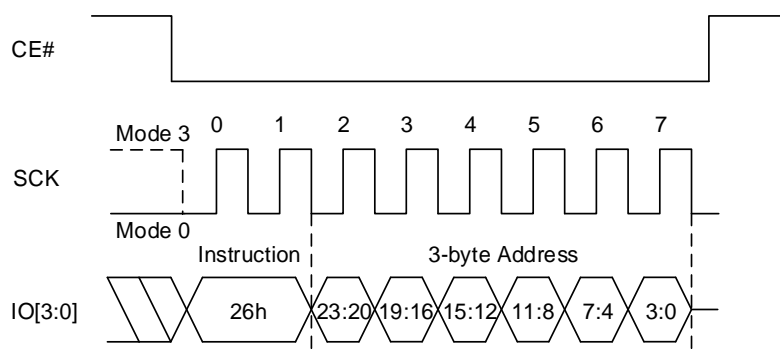 CE#
Mode 3 0 1 2 3 4 5 6 7
SCK
Mode 0
Instruction 3-byte Address
IO[3:0] 26h 23:20 19:16 15:12 11:8 7:4 3:0